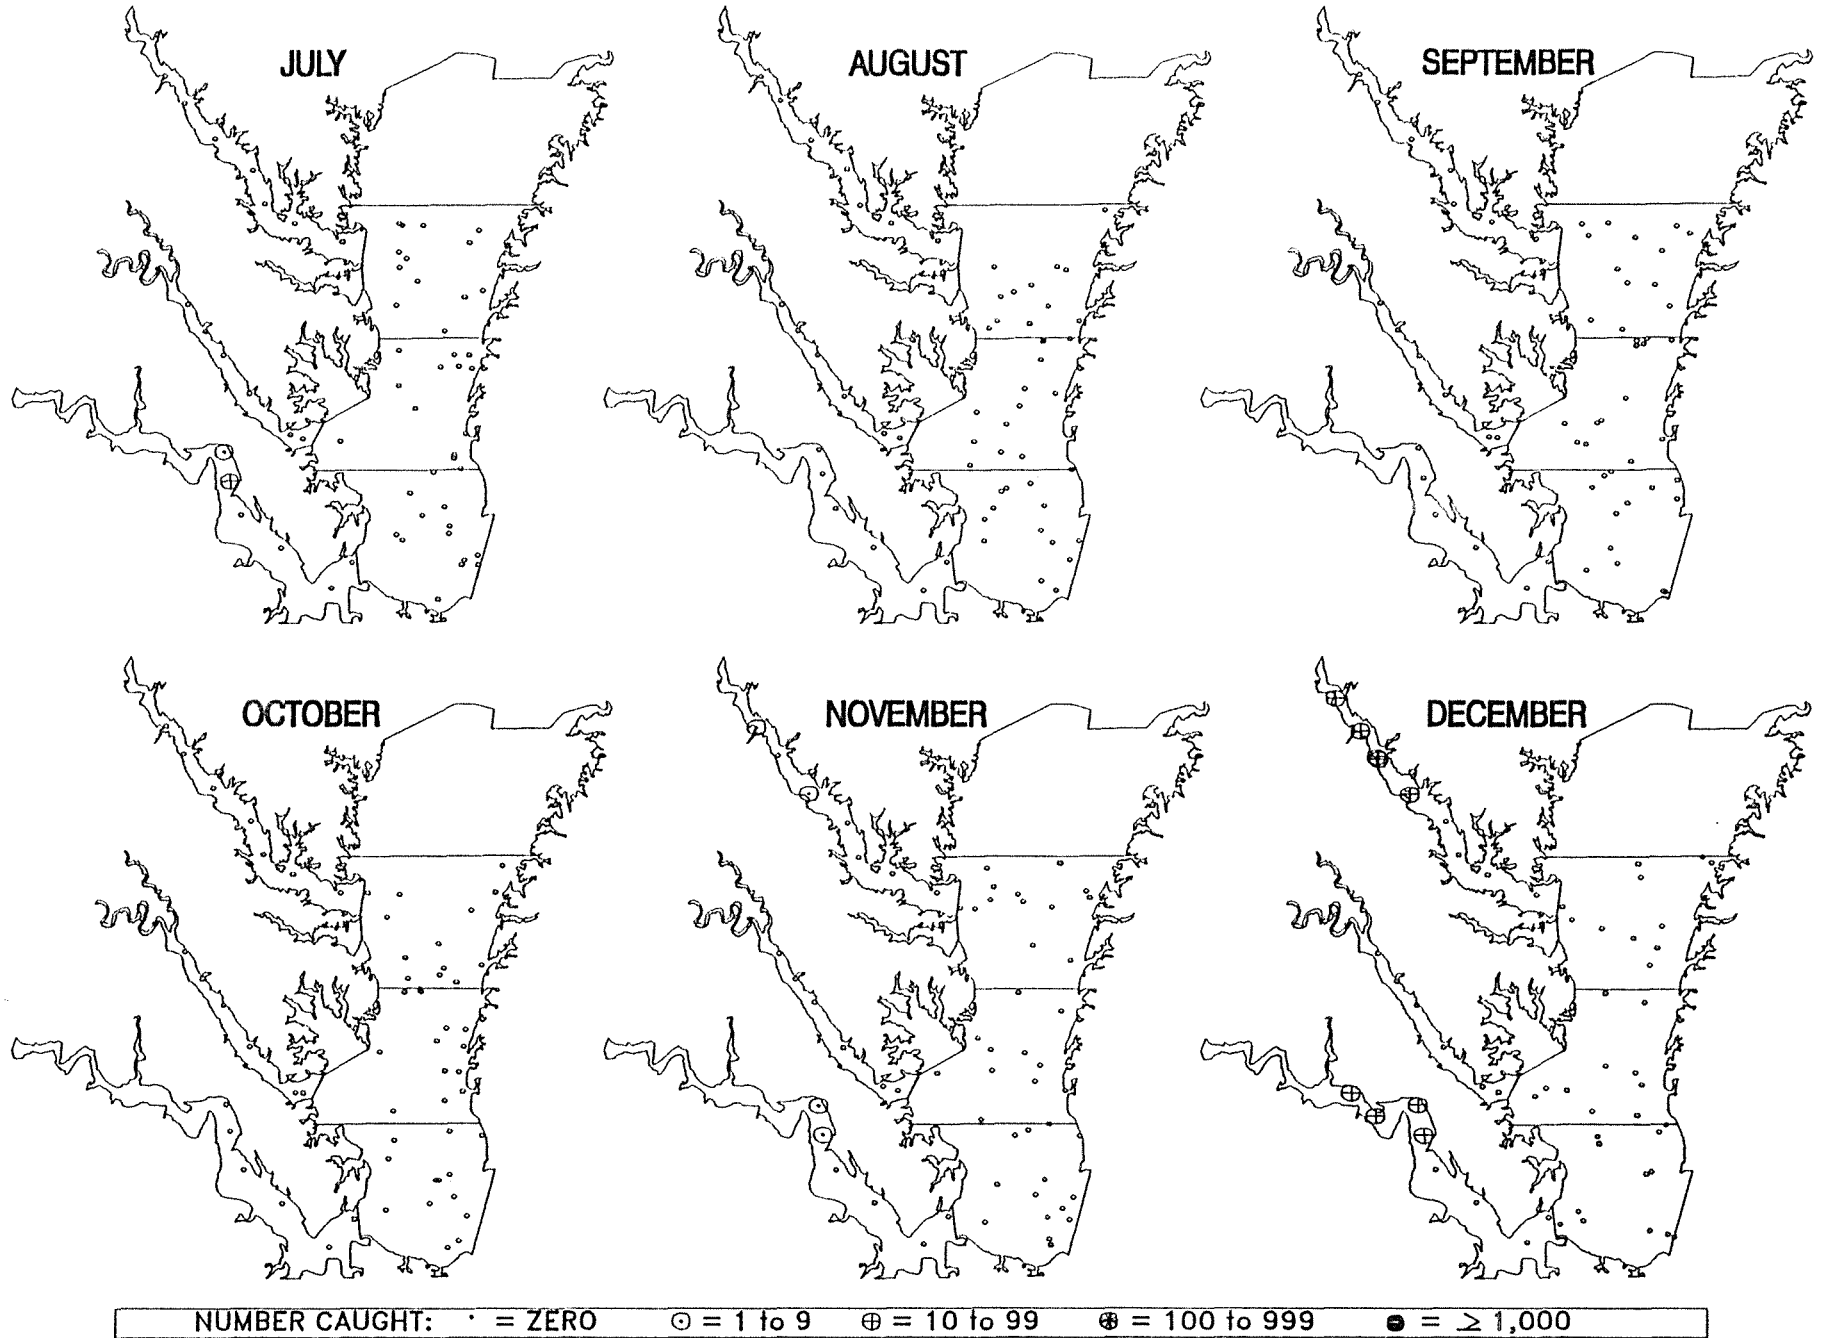 JULY
AUGUST
SEPTEMBER
OCTOBER
NOVEMBER
DECEMBER
NUMBER CAUGHT: · = ZERO ⊙ = 1 to 9 ⊕ = 10 to 99 ⊛ = 100 to 999 ● = ≥ 1,000